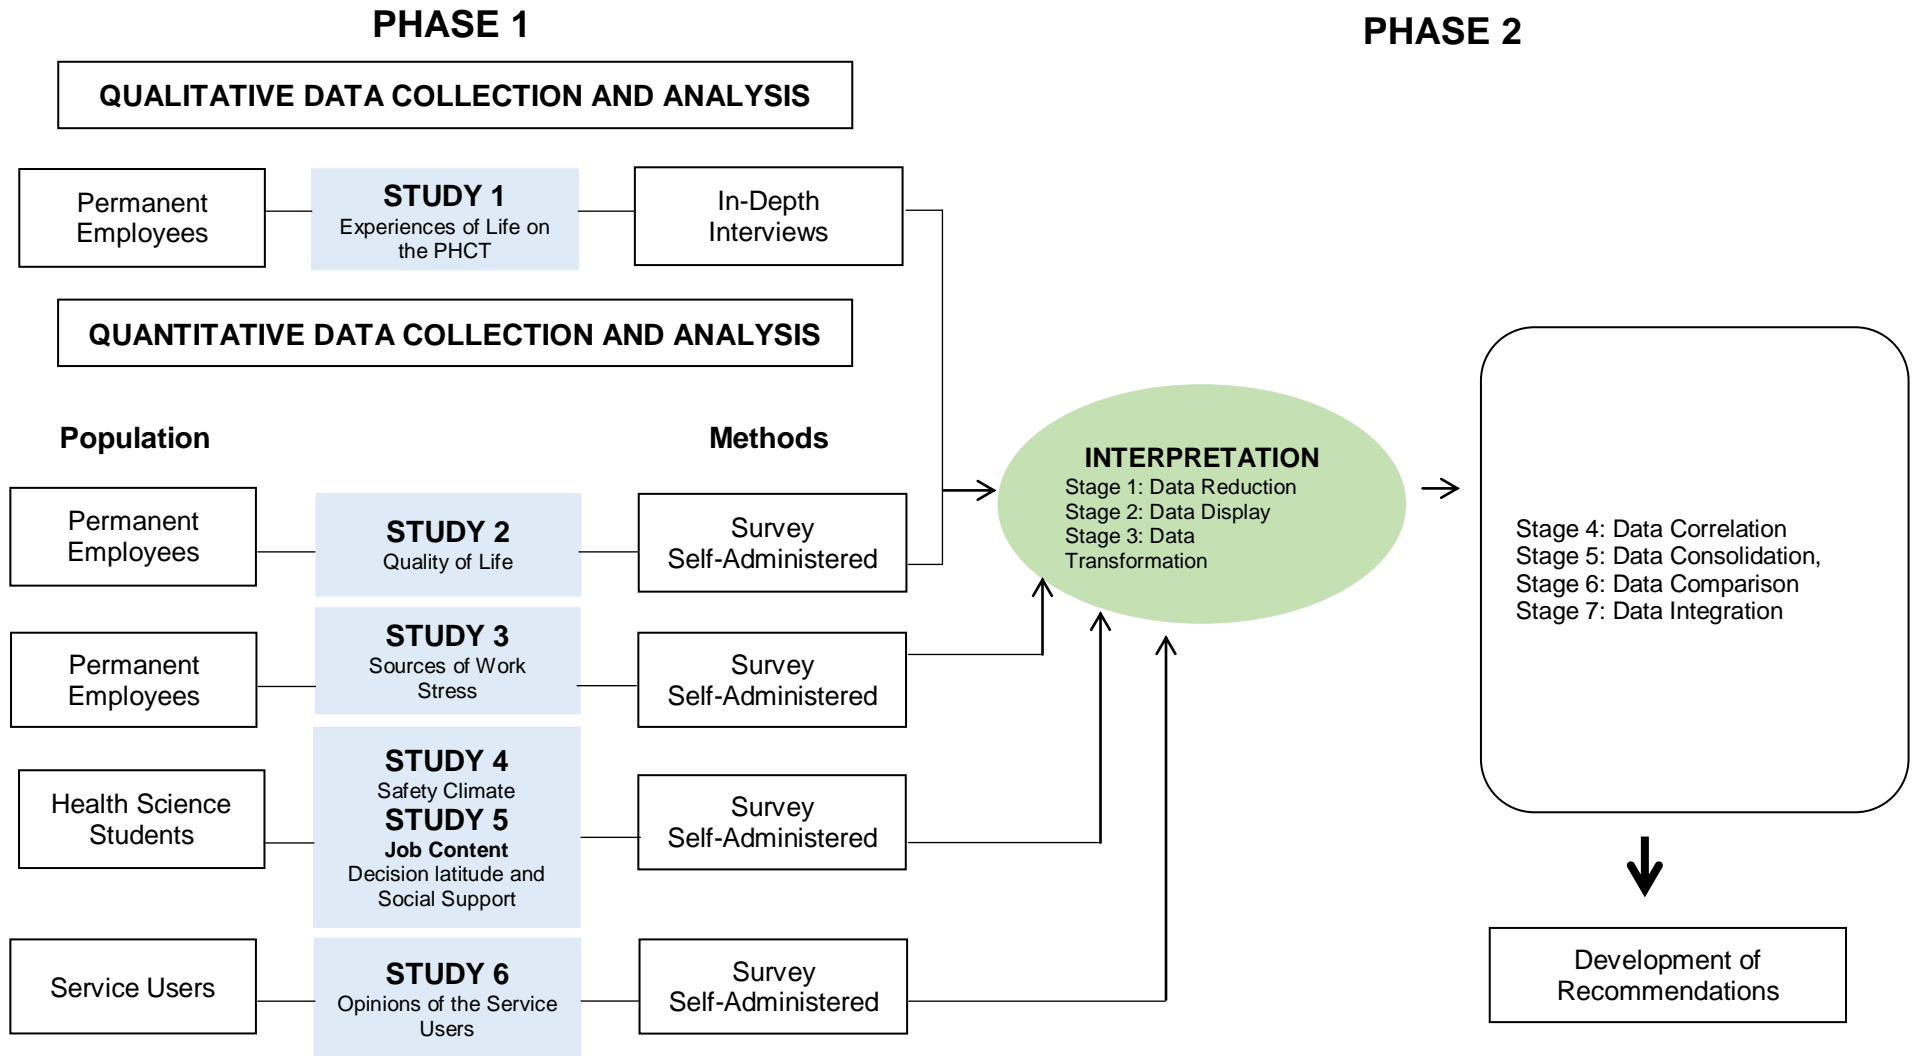 PHASE 1
PHASE 2
QUALITATIVE DATA COLLECTION AND ANALYSIS
Permanent
Employees
STUDY 1
Experiences of Life on
the PHCT
In-Depth
Interviews
QUANTITATIVE DATA COLLECTION AND ANALYSIS
Population
Methods
Permanent
Employees
STUDY 2
Quality of Life
Survey
Self-Administered
Permanent
Employees
STUDY 3
Sources of Work
Stress
Survey
Self-Administered
Health Science
Students
STUDY 4
Safety Climate
STUDY 5
Job Content
Decision latitude and
Social Support
Survey
Self-Administered
Service Users
STUDY 6
Opinions of the Service
Users
Survey
Self-Administered
INTERPRETATION
Stage 1: Data Reduction
Stage 2: Data Display
Stage 3: Data
Transformation
Stage 4: Data Correlation
Stage 5: Data Consolidation,
Stage 6: Data Comparison
Stage 7: Data Integration
Development of
Recommendations